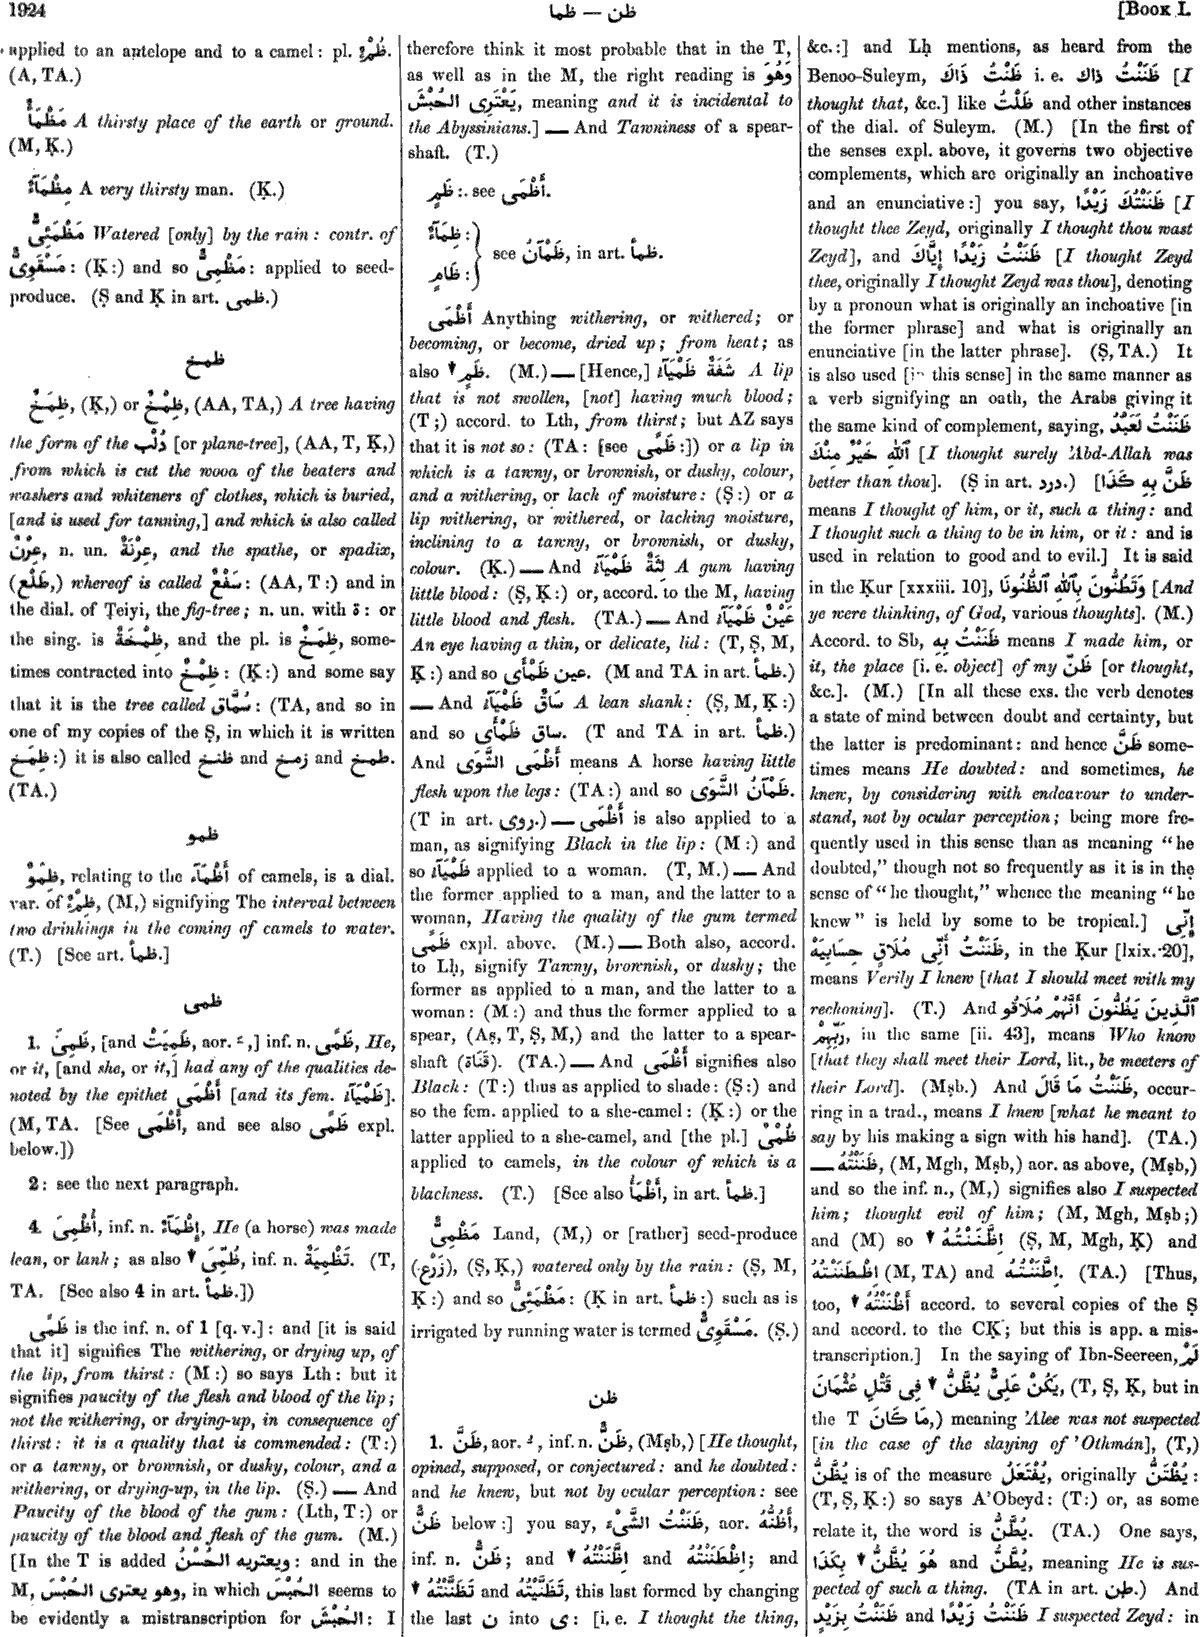 1924
ظن — ظما
[BOOK I.
applied to an antelope and to a camel: pl. ظُمْىٌ.
(A, TA.)
مَظْمَأٌ A thirsty place of the earth or ground.
(M, Ḳ.)
مِظْمَآءٌ A very thirsty man. (Ḳ.)
مَظْمَئِىٌّ Watered [only] by the rain: contr. of
مَسْقَوِىٌّ: (Ḳ:) and so مَظْمِىٌّ: applied to seed-
produce. (Ṣ and Ḳ in art. ظمى.)
ظمخ
ظِمَخٌ, (Ḳ,) or ظِمْخٌ, (AA, TA,) A tree having
the form of the دُلْب [or plane-tree], (AA, T, Ḳ,)
from which is cut the wood of the beaters and
washers and whiteners of clothes, which is buried,
[and is used for tanning,] and which is also called
عِرْنٌ, n. un. عِرْنَةٌ, and the spathe, or spadix,
(طَلْع,) whereof is called سَفْعٌ: (AA, T:) and in
the dial. of Ṭeiyi, the fig-tree; n. un. with ة: or
the sing. is ظِمْخَةٌ, and the pl. is ظِمَخٌ, some-
times contracted into ظِمْخٌ: (Ḳ:) and some say
that it is the tree called سُمَّاق: (TA, and so in
one of my copies of the Ṣ, in which it is written
ظِمَخ:) it is also called ظنخ and زمخ and طمخ.
(TA.)
ظمو
ظِمْوٌ, relating to the أَظْمَآء of camels, is a dial.
var. of ظِمْءٌ, (M,) signifying The interval between
two drinkings in the coming of camels to water.
(T.) [See art. ظمأ.]
ظمى
1. ظَمِىَ, [and ظَمِيَتْ, aor. ـَ,] inf. n. ظَمًى, He,
or it, [and she, or it,] had any of the qualities de-
noted by the epithet أَظْمَى [and its fem. ظَمْيَآء].
(M, TA. [See أَظْمَى, and see also ظَمًى expl.
below.])
2: see the next paragraph.
4. أُظْمِىَ, inf. n. إِظْمَآءٌ, He (a horse) was made
lean, or lank; as also ▼ ظُمِّىَ, inf. n. تَظْمِيَةٌ. (T,
TA. [See also 4 in art. ظمأ.])
ظَمًى is the inf. n. of 1 [q. v.]: and [it is said
that it] signifies The withering, or drying up, of
the lip, from thirst: (M:) so says Lth: but it
signifies paucity of the flesh and blood of the lip;
not the withering, or drying-up, in consequence of
thirst: it is a quality that is commended: (T:)
or a tawny, or brownish, or dusky, colour, and a
withering, or drying-up, in the lip. (Ṣ.) — And
Paucity of the blood of the gum: (Lth, T:) or
paucity of the blood and flesh of the gum. (M.)
[In the T is added ويعتريه الحُسْنُ: and in the
M, وهو يعترى الحُبْسَ, in which الحُبْسَ seems to
be evidently a mistranscription for الحُبْشَ: I
therefore think it most probable that in the T,
as well as in the M, the right reading is وَهُوَ
يَعْتَرِى الحُبْشَ, meaning and it is incidental to
the Abyssinians.] — And Tawniness of a spear-
shaft. (T.)
ظَمٍ: see أَظْمَى.
ظَمْآءٌ:
ظَامٍ:
see ظَمْآنُ, in art. ظمأ.
أَظْمَى Anything withering, or withered; or
becoming, or become, dried up; from heat; as
also ▼ ظَمٍ. (M.) — [Hence,] شَفَةٌ ظَمْيَآءُ A lip
that is not swollen, [not] having much blood;
(T;) accord. to Lth, from thirst; but AZ says
that it is not so: (TA: [see ظَمًى:]) or a lip in
which is a tawny, or brownish, or dusky, colour,
and a withering, or lack of moisture: (Ṣ:) or a
lip withering, or withered, or lacking moisture,
inclining to a tawny, or brownish, or dusky,
colour. (Ḳ.) — And لِثَةٌ ظَمْيَآءُ A gum having
little blood: (Ṣ, Ḳ:) or, accord. to the M, having
little blood and flesh. (TA.) — And عَيْنٌ ظَمْيَآءُ
An eye having a thin, or delicate, lid: (T, Ṣ, M,
Ḳ:) and so عين ظَمْأَى. (M and TA in art. ظمأ.)
— And سَاقٌ ظَمْيَآءُ A lean shank: (Ṣ, M, Ḳ:)
and so ساق ظَمْأَى. (T and TA in art. ظمأ.)
And أَظْمَى الشَّوَى means A horse having little
flesh upon the legs: (TA:) and so ظَمْآنُ الشَّوَى.
(T in art. روى.) — أَظْمَى is also applied to a
man, as signifying Black in the lip: (M:) and
so ظَمْيَآءُ applied to a woman. (T, M.) — And
the former applied to a man, and the latter to a
woman, Having the quality of the gum termed
ظَمًى expl. above. (M.) — Both also, accord.
to Lḥ, signify Tawny, brownish, or dusky; the
former as applied to a man, and the latter to a
woman: (M:) and thus the former applied to a
spear, (Aṣ, T, Ṣ, M,) and the latter to a spear-
shaft (قَنَاة). (TA.) — And أَظْمَى signifies also
Black: (T:) thus as applied to shade: (Ṣ:) and
so the fem. applied to a she-camel: (Ḳ:) or the
latter applied to a she-camel, and [the pl.] ظُمْىٌ
applied to camels, in the colour of which is a
blackness. (T.) [See also أَظْمَأُ, in art. ظمأ.]
مَظْمِىٌّ Land, (M,) or [rather] seed-produce
(زَرْع), (Ṣ, Ḳ,) watered only by the rain: (Ṣ, M,
Ḳ:) and so مَظْمَئِىٌّ: (Ḳ in art. ظمأ:) such as is
irrigated by running water is termed مَسْقَوِىٌّ. (Ṣ.)
ظن
1. ظَنَّ, aor. ـُ, inf. n. ظَنٌّ, (Mṣb,) [He thought,
opined, supposed, or conjectured: and he doubted:
and he knew, but not by ocular perception: see
ظَنٌّ below:] you say, ظَنَنْتُ الشَّىْءَ, aor. أَظُنُّهُ,
inf. n. ظَنٌّ; and ▼ اِظَّنَنْتُهُ and اِظْطَنَنْتُهُ; and
▼ تَظَنَّنْتُهُ and تَظَنَّيْتُهُ, this last formed by changing
the last ن into ى: [i. e. I thought the thing,
&c.:] and Lḥ mentions, as heard from the
Benoo-Suleym, ظَنْتُ ذَاكَ i. e. ظَنَنْتُ ذاك [I
thought that, &c.] like ظَلْتُ and other instances
of the dial. of Suleym. (M.) [In the first of
the senses expl. above, it governs two objective
complements, which are originally an inchoative
and an enunciative:] you say, ظَنَنْتُكَ زَيْدًا [I
thought thee Zeyd, originally I thought thou wast
Zeyd], and ظَنَنْتُ زَيْدًا إِيَّاكَ [I thought Zeyd
thee, originally I thought Zeyd was thou], denoting
by a pronoun what is originally an inchoative [in
the former phrase] and what is originally an
enunciative [in the latter phrase]. (Ṣ, TA.) It
is also used [in this sense] in the same manner as
a verb signifying an oath, the Arabs giving it
the same kind of complement, saying, ظَنَنْتُ لَعَبْدُ
ٱللّٰهِ خَيْرٌ مِنْكَ [I thought surely 'Abd-Allah was
better than thou]. (Ṣ in art. درد.) [ظَنَّ بِهِ كَذَا
means I thought of him, or it, such a thing: and
I thought such a thing to be in him, or it: and is
used in relation to good and to evil.] It is said
in the Ḳur [xxxiii. 10], وَتَظُنُّونَ بِٱللّٰهِ ٱلظُّنُونَا [And
ye were thinking, of God, various thoughts]. (M.)
Accord. to Sb, ظَنَنْتُ بِهِ means I made him, or
it, the place [i. e. object] of my ظَنّ [or thought,
&c.]. (M.) [In all these exs. the verb denotes
a state of mind between doubt and certainty, but
the latter is predominant: and hence ظَنَّ some-
times means He doubted: and sometimes, he
knew, by considering with endeavour to under-
stand, not by ocular perception; being more fre-
quently used in this sense than as meaning “he
doubted,” though not so frequently as it is in the
sense of “he thought,” whence the meaning “he
knew” is held by some to be tropical.] إِنِّى
ظَنَنْتُ أَنِّى مُلَاقٍ حِسَابِيَهْ, in the Ḳur [lxix. 20],
means Verily I knew [that I should meet with my
reckoning]. (T.) And ٱلَّذِينَ يَظُنُّونَ أَنَّهُمْ مُلَاقُو
رَبِّهِمْ, in the same [ii. 43], means Who know
[that they shall meet their Lord, lit., be meeters of
their Lord]. (Mṣb.) And ظَنَنْتُ مَا قَالَ, occur-
ring in a trad., means I knew [what he meant to
say by his making a sign with his hand]. (TA.)
— ظَنَنْتُهُ, (M, Mgh, Mṣb,) aor. as above, (Mṣb,)
and so the inf. n., (M,) signifies also I suspected
him; thought evil of him; (M, Mgh, Mṣb;)
and (M) so ▼ اِظَّنَنْتُهُ (Ṣ, M, Mgh, Ḳ) and
اِظْطَنَنْتُهُ (M, TA) and اِطَّنَنْتُهُ. (TA.) [Thus,
too, ▼ أَظْنَنْتُهُ accord. to several copies of the Ṣ
and accord. to the CḲ; but this is app. a mis-
transcription.] In the saying of Ibn-Seereen, لَمْ
يَكُنْ عَلِىٌّ يُظَّنُّ ▼ فِى قَتْلِ عُثْمَانَ, (T, Ṣ, Ḳ, but in
the T مَا كَانَ,) meaning 'Alee was not suspected
[in the case of the slaying of 'Othmán], (T,)
يُظَّنُّ is of the measure يُفْتَعَلُ, originally يُظْتَنُّ:
(T, Ṣ, Ḳ:) so says A'Obeyd: (T:) or, as some
relate it, the word is يُطَّنُّ. (TA.) One says,
هُوَ يُظَّنُّ ▼ بِكَذَا and يُطَّنُّ, meaning He is sus-
pected of such a thing. (TA in art. طن.) And
ظَنَنْتُ زَيْدًا and ظَنَنْتُ بِزَيْدٍ I suspected Zeyd: in